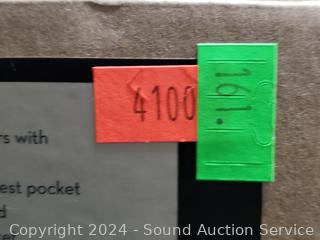 4100
161.
rs with
est pocket
d
Copyright 2024 - Sound Auction Service